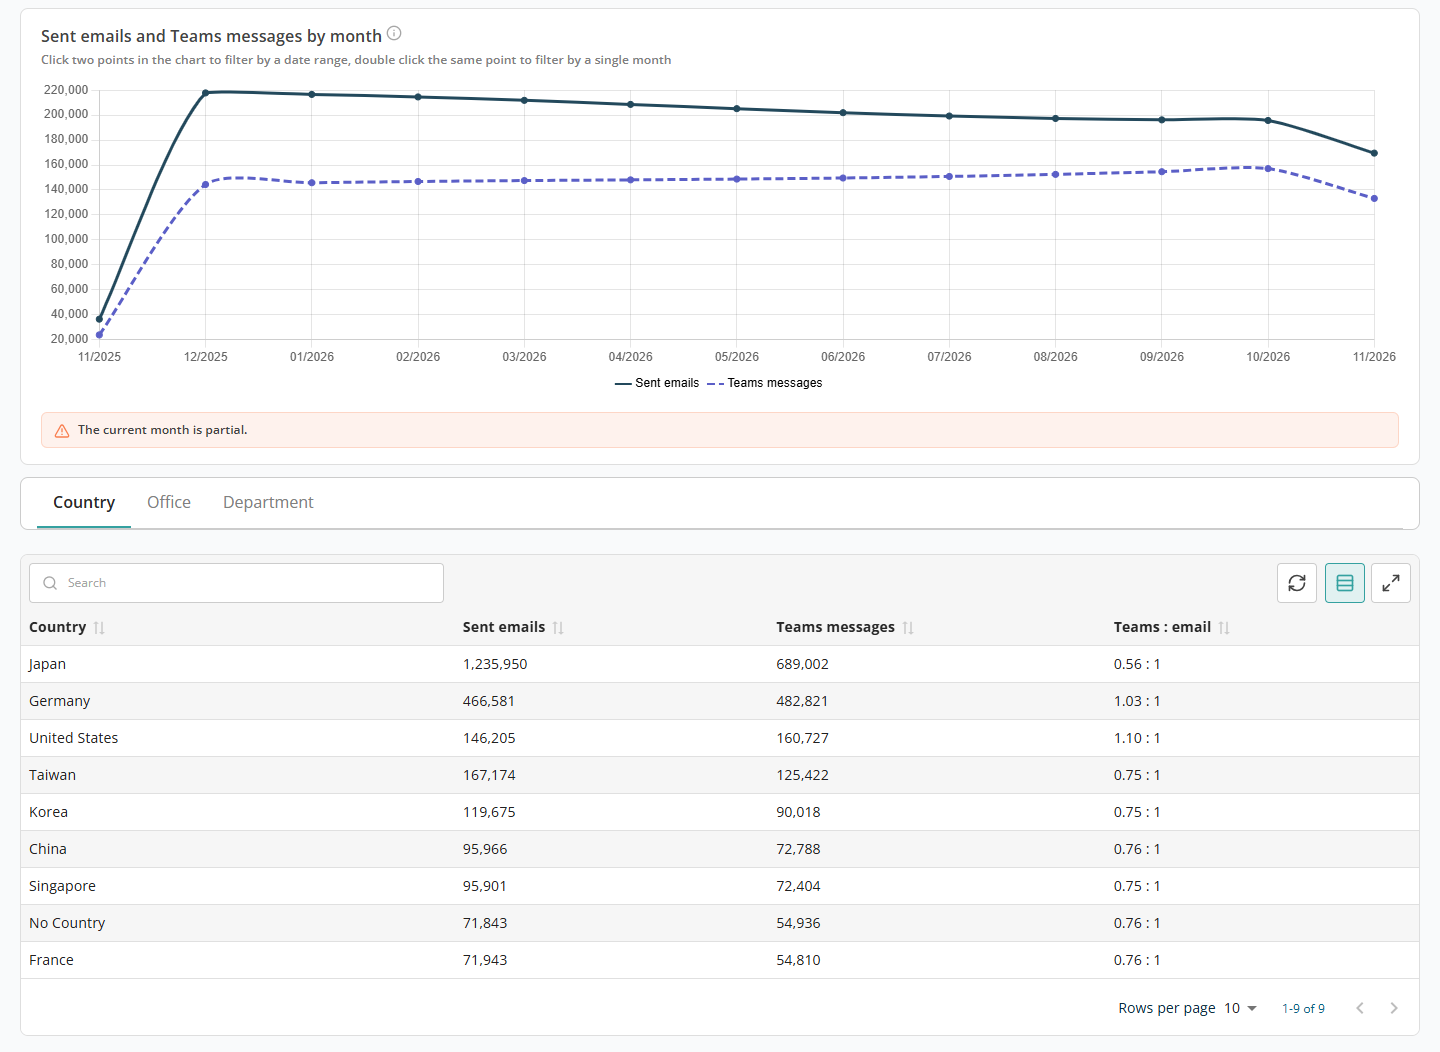 Sent emails and Teams messages by month
Click two points in the chart to filter by a date range, double click the same point to filter by a single month
220,000
200,000
180,000
160,000
140,000
120,000
100,000
80,000
60,000
40,000
20,000
11/2025 12/2025 01/2026 02/2026 03/2026 04/2026 05/2026 06/2026 07/2026 08/2026 09/2026 10/2026 11/2026
Sent emails Teams messages
The current month is partial.
Country Office Department
Search
Country Sent emails Teams messages Teams : email
Japan 1,235,950 689,002 0.56 : 1
Germany 466,581 482,821 1.03 : 1
United States 146,205 160,727 1.10 : 1
Taiwan 167,174 125,422 0.75 : 1
Korea 119,675 90,018 0.75 : 1
China 95,966 72,788 0.76 : 1
Singapore 95,901 72,404 0.75 : 1
No Country 71,843 54,936 0.76 : 1
France 71,943 54,810 0.76 : 1
Rows per page 10 1-9 of 9